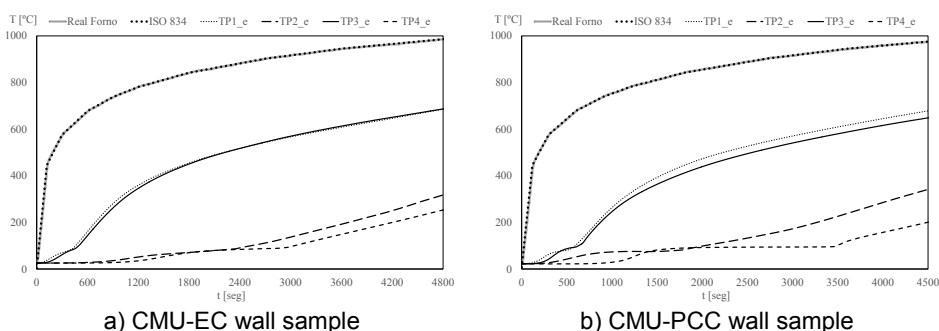 T [ºC] Real Forno ISO 834 TP1_e TP2_e TP3_e TP4_e
1000
800
600
400
200
0
0 600 1200 1800 2400 3000 3600 4200 4800
t [seg]
a) CMU-EC wall sample
T [ºC] Real Forno ISO 834 TP1_e TP2_e TP3_e TP4_e
1000
800
600
400
200
0
0 500 1000 1500 2000 2500 3000 3500 4000 4500
t [seg]
b) CMU-PCC wall sample